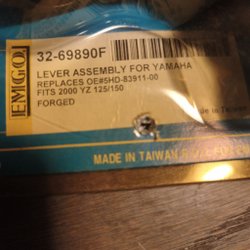 EMGO
32-69890F
LEVER ASSEMBLY FOR YAMAHA
REPLACES OE#5HD-83911-00
FITS 2000 YZ 125/150
FORGED
MADE IN TAIWAN